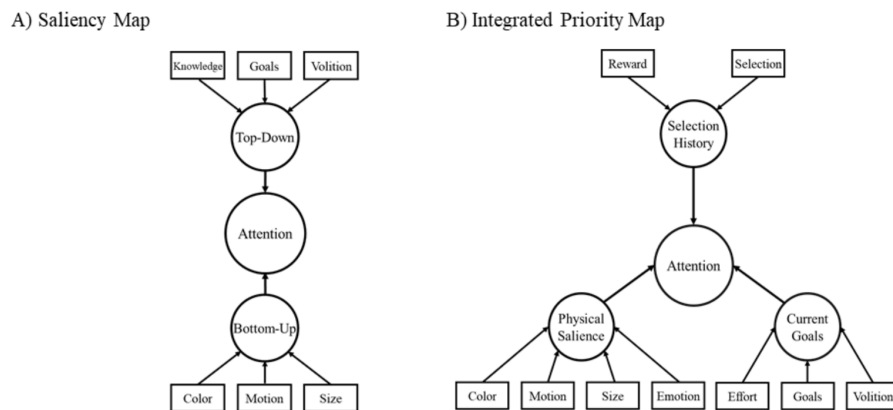 A) Saliency Map
Knowledge Goals Volition
Top-Down
Attention
Bottom-Up
Color Motion Size
B) Integrated Priority Map
Reward Selection
Selection
History
Attention
Physical
Salience
Current
Goals
Color Motion Size Emotion Effort Goals Volition